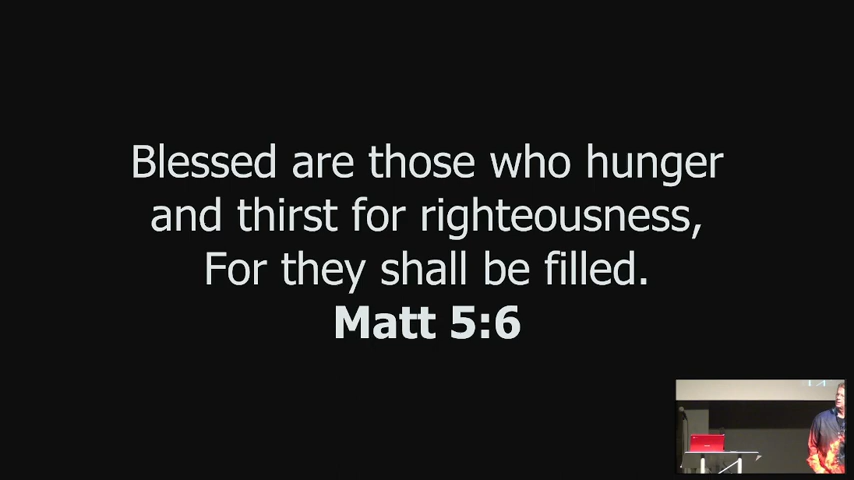 Blessed are those who hunger
and thirst for righteousness,
For they shall be filled.
Matt 5:6